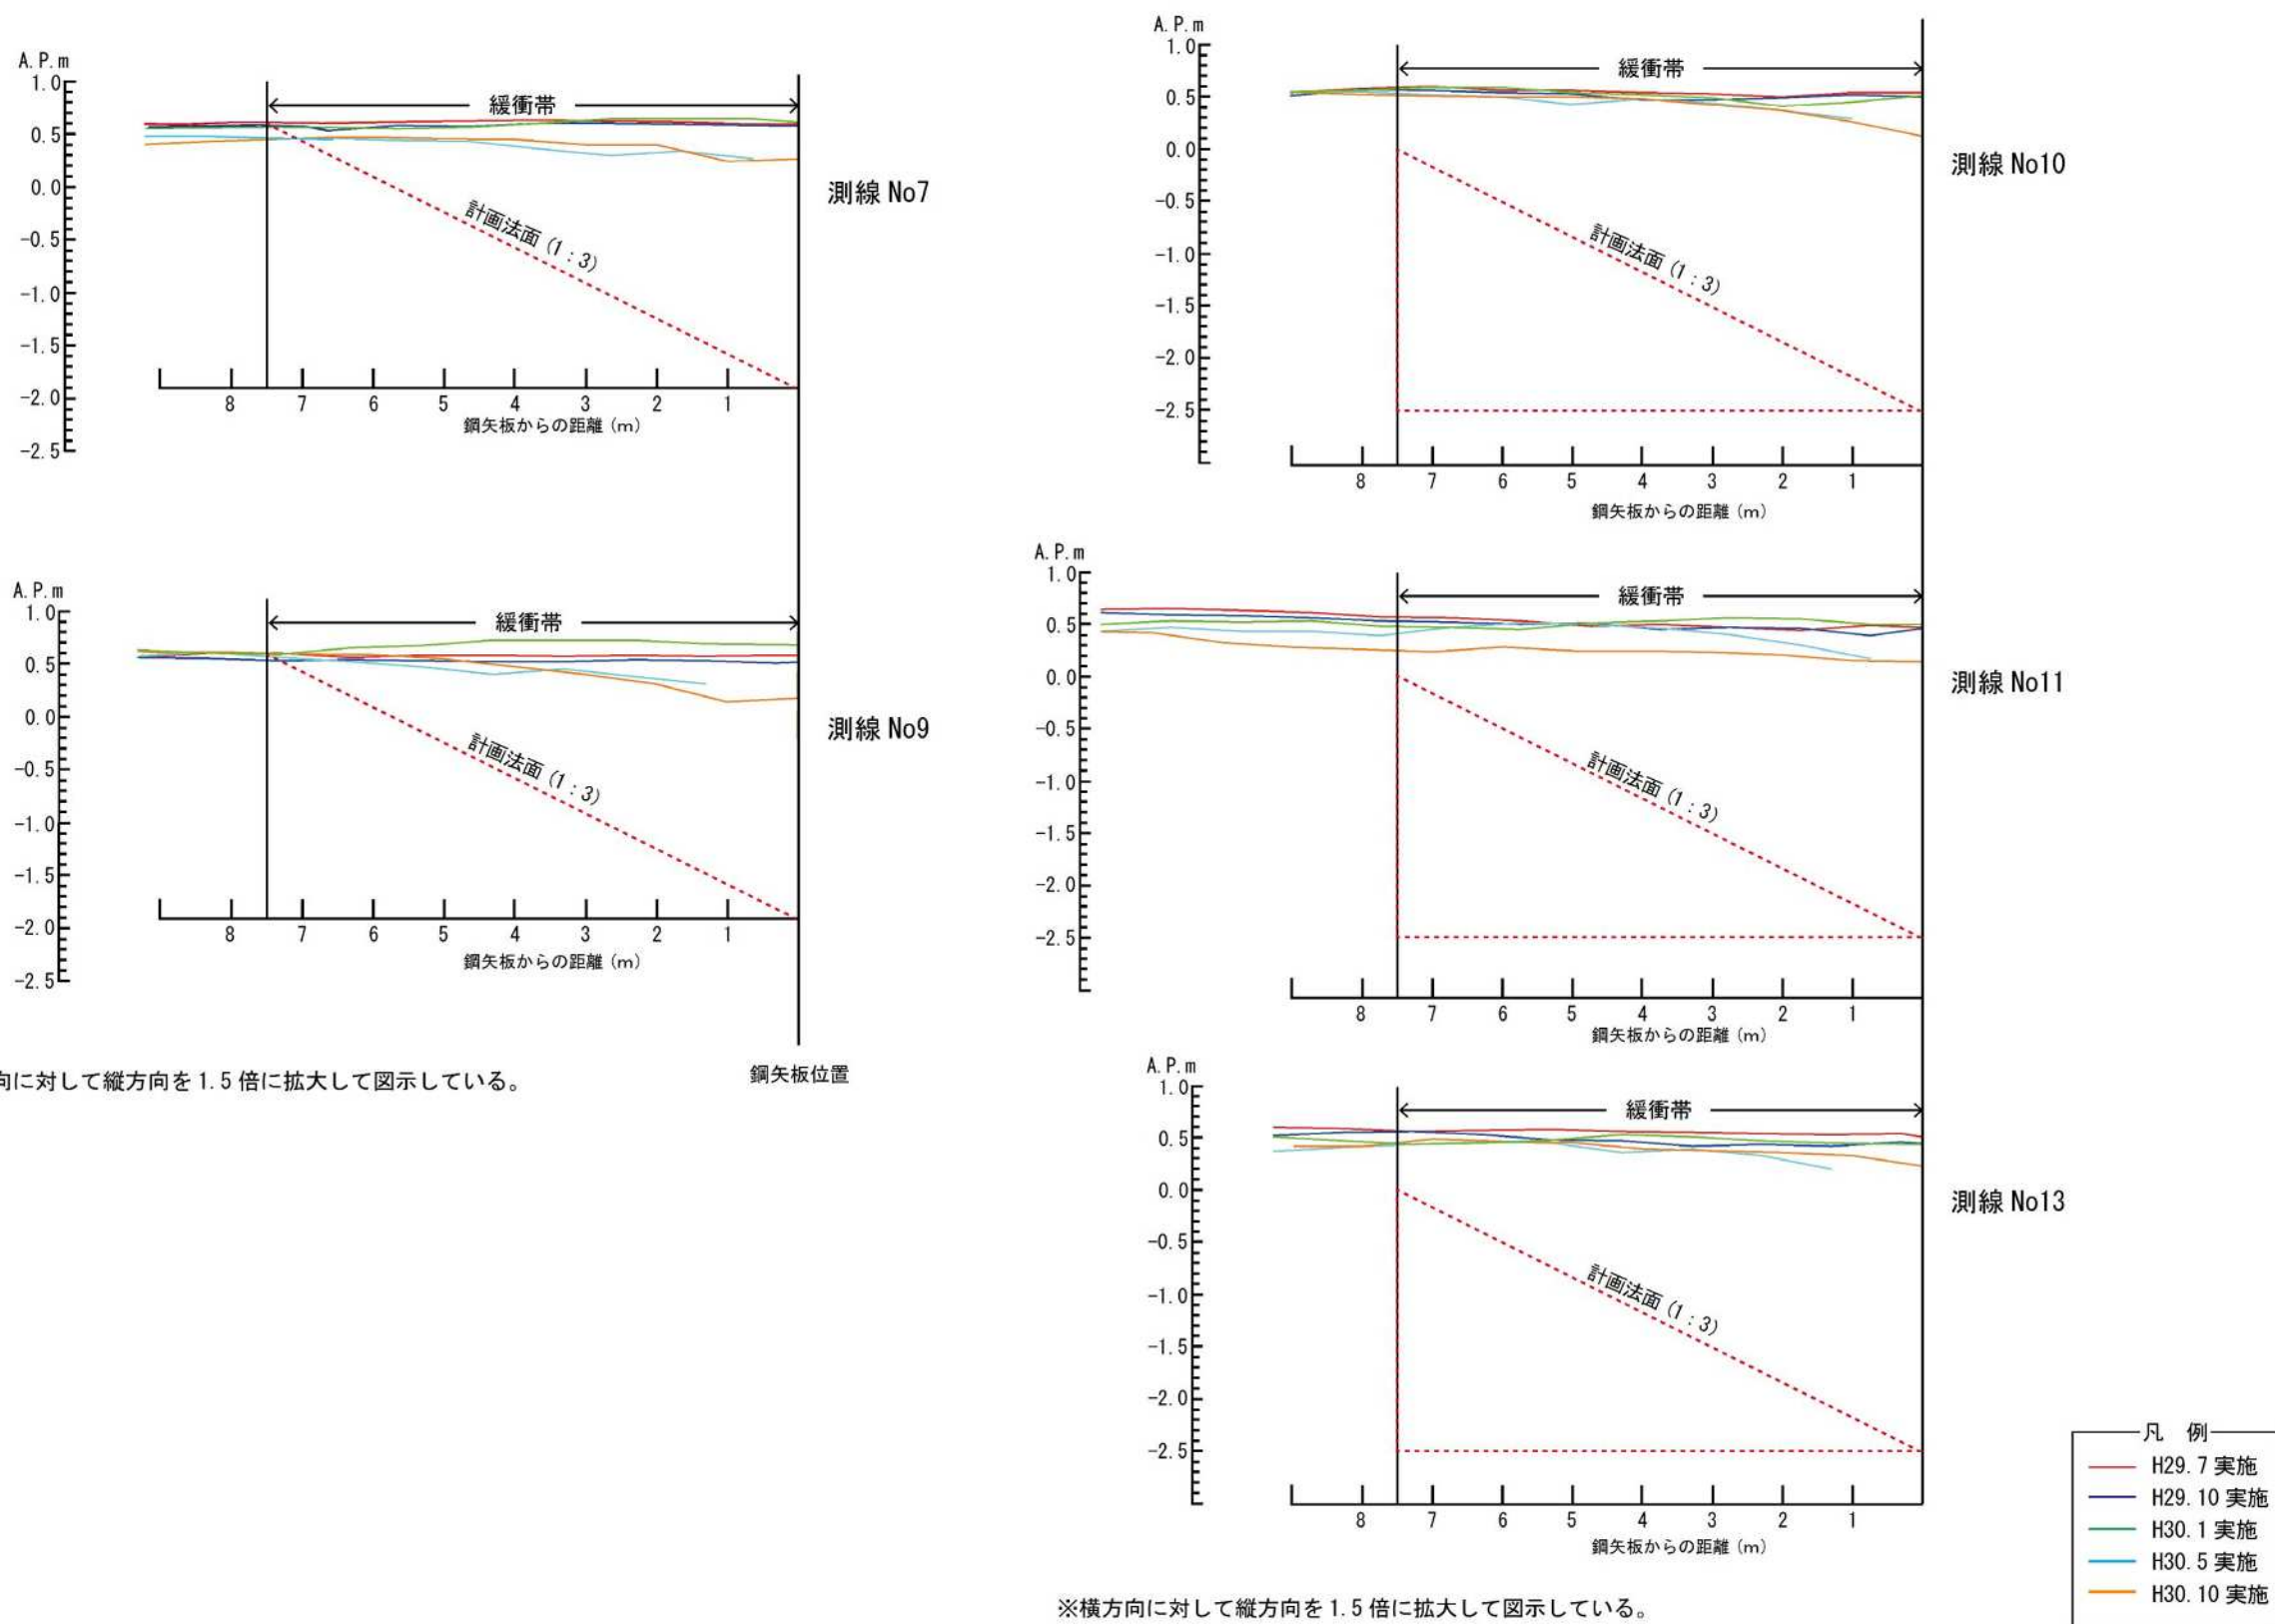 A.P.m
1.0
0.5
0.0
-0.5
-1.0
-1.5
-2.0
-2.5
緩衝帯
計画法面 (1:3)
8 7 6 5 4 3 2 1
鋼矢板からの距離 (m)
測線 No7
A.P.m
1.0
0.5
0.0
-0.5
-1.0
-1.5
-2.0
-2.5
緩衝帯
計画法面 (1:3)
8 7 6 5 4 3 2 1
鋼矢板からの距離 (m)
測線 No9
向に対して縦方向を1.5倍に拡大して図示している。
鋼矢板位置
A.P.m
1.0
0.5
0.0
-0.5
-1.0
-1.5
-2.0
-2.5
緩衝帯
計画法面 (1:3)
8 7 6 5 4 3 2 1
鋼矢板からの距離 (m)
測線 No10
A.P.m
1.0
0.5
0.0
-0.5
-1.0
-1.5
-2.0
-2.5
緩衝帯
計画法面 (1:3)
8 7 6 5 4 3 2 1
鋼矢板からの距離 (m)
測線 No11
A.P.m
1.0
0.5
0.0
-0.5
-1.0
-1.5
-2.0
-2.5
緩衝帯
計画法面 (1:3)
8 7 6 5 4 3 2 1
鋼矢板からの距離 (m)
測線 No13
※横方向に対して縦方向を1.5倍に拡大して図示している。
凡 例
H29.7実施
H29.10実施
H30.1実施
H30.5実施
H30.10実施